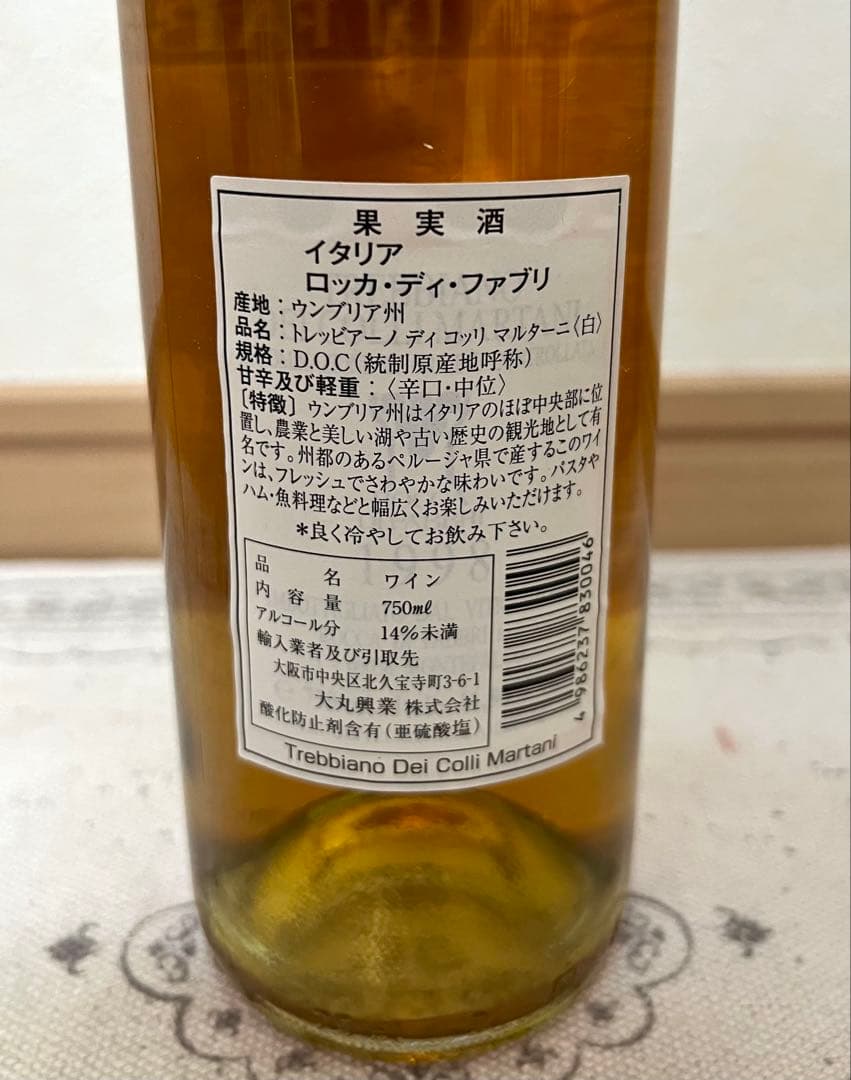 果実酒
イタリア
ロッカ・ディ・ファブリ
産地：ウンブリア州
品名：トレッビアーノ ディ コッリ マルターニ〈白〉
規格：D.O.C（統制原産地呼称）
甘辛及び軽重：〈辛口・中位〉
〔特徴〕ウンブリア州はイタリアのほぼ中央部に位
置し、農業と美しい湖や古い歴史の観光地として有
名です。州都のあるペルージャ県で産するこのワイ
ンは、フレッシュでさわやかな味わいです。パスタや
ハム・魚料理などと幅広くお楽しみいただけます。
＊良く冷やしてお飲み下さい。
品名 ワイン
内容量 750㎖
アルコール分 14%未満
輸入業者及び引取先
大阪市中央区北久宝寺町3-6-1
大丸興業 株式会社
酸化防止剤含有（亜硫酸塩）
4 986237 830046
Trebbiano Dei Colli Martani